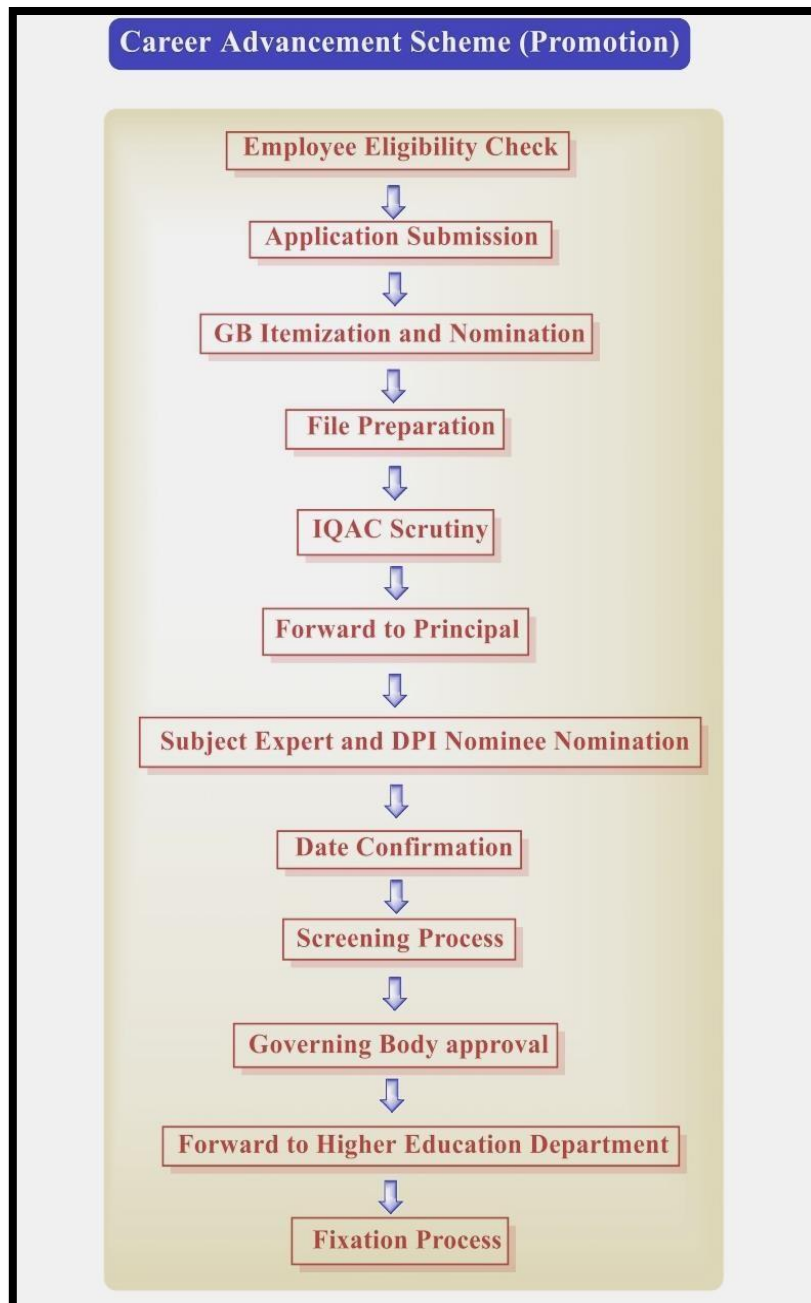 Career Advancement Scheme (Promotion)
Employee Eligibility Check
Application Submission
GB Itemization and Nomination
File Preparation
IQAC Scrutiny
Forward to Principal
Subject Expert and DPI Nominee Nomination
Date Confirmation
Screening Process
Governing Body approval
Forward to Higher Education Department
Fixation Process